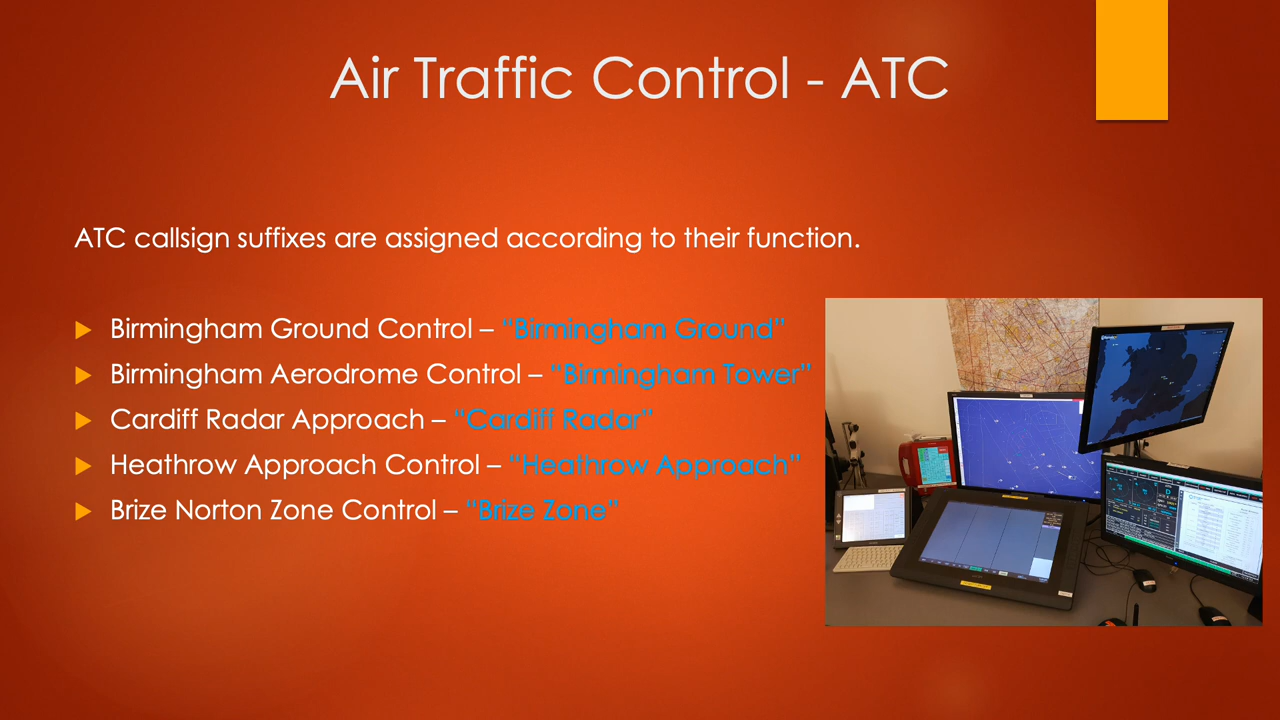 Air Traffic Control - ATC
ATC callsign suffixes are assigned according to their function.
Birmingham Ground Control – “Birmingham Ground”
Birmingham Aerodrome Control – “Birmingham Tower”
Cardiff Radar Approach – “Cardiff Radar”
Heathrow Approach Control – “Heathrow Approach”
Brize Norton Zone Control – “Brize Zone”